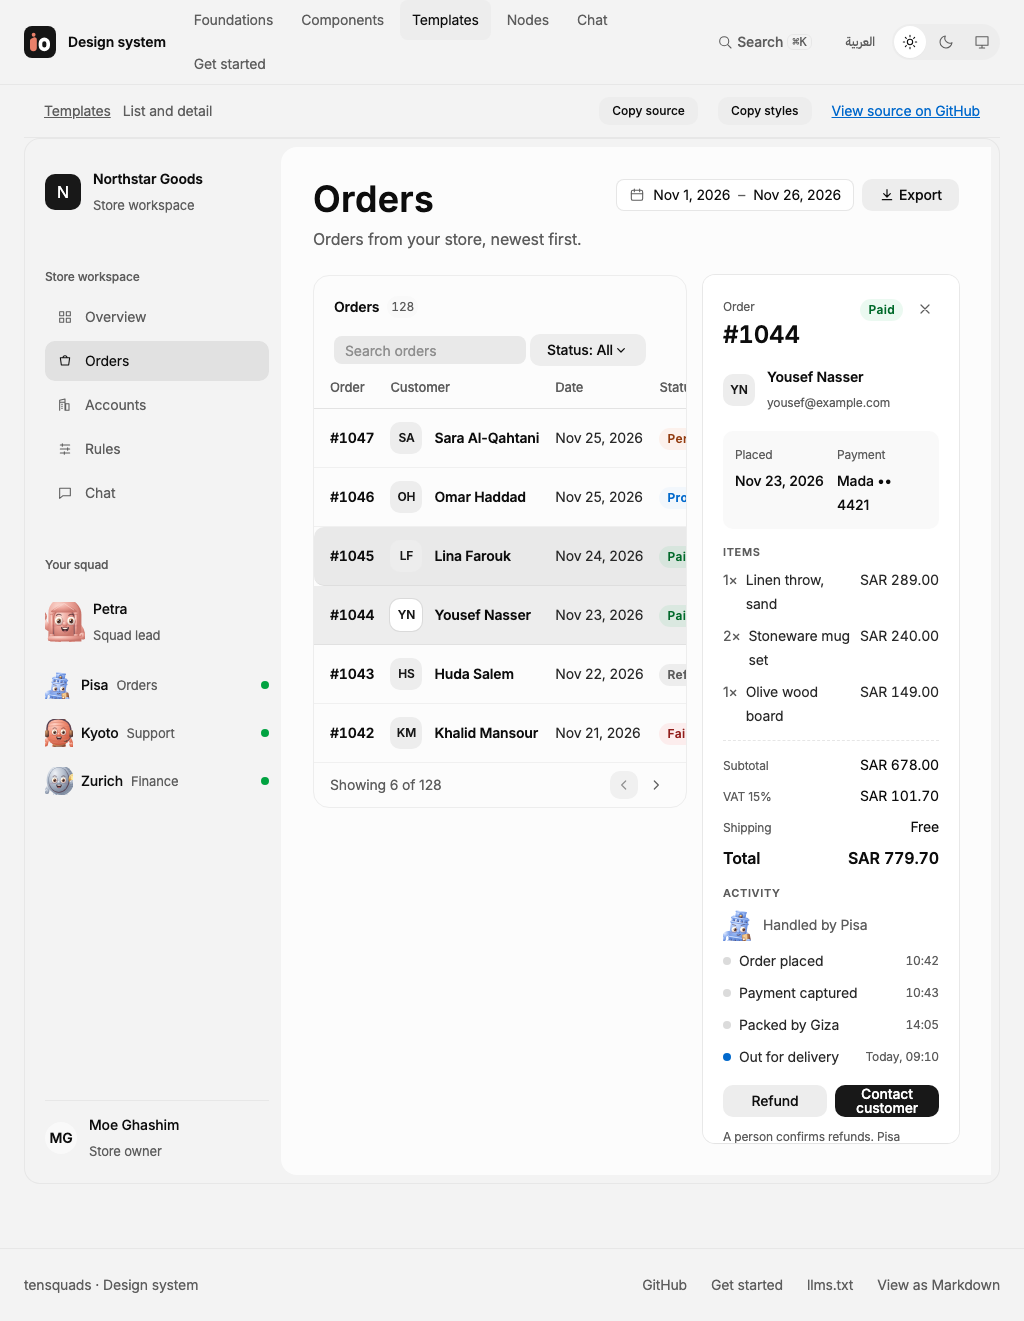 Foundations Components Templates Nodes Chat
io Design system
Search ⌘K العربية
Get started
Templates List and detail
Copy source Copy styles View source on GitHub
N Northstar Goods
Store workspace
Store workspace
Overview
Orders
Accounts
Rules
Chat
Your squad
Petra
Squad lead
Pisa Orders
Kyoto Support
Zurich Finance
MG Moe Ghashim
Store owner
Orders
Nov 1, 2026 – Nov 26, 2026 Export
Orders from your store, newest first.
Orders 128
Search orders Status: All
Order Customer Date
#1047 SA Sara Al-Qahtani Nov 25, 2026
#1046 OH Omar Haddad Nov 25, 2026
#1045 LF Lina Farouk Nov 24, 2026
#1044 YN Yousef Nasser Nov 23, 2026
#1043 HS Huda Salem Nov 22, 2026
#1042 KM Khalid Mansour Nov 21, 2026
Showing 6 of 128
Order Paid
#1044
YN Yousef Nasser
yousef@example.com
Placed Payment
Nov 23, 2026 Mada ••
4421
ITEMS
1× Linen throw, SAR 289.00
sand
2× Stoneware mug SAR 240.00
set
1× Olive wood SAR 149.00
board
Subtotal SAR 678.00
VAT 15% SAR 101.70
Shipping Free
Total SAR 779.70
ACTIVITY
Handled by Pisa
Order placed 10:42
Payment captured 10:43
Packed by Giza 14:05
Out for delivery Today, 09:10
Refund Contact
customer
A person confirms refunds. Pisa
tensquads · Design system
GitHub Get started llms.txt View as Markdown